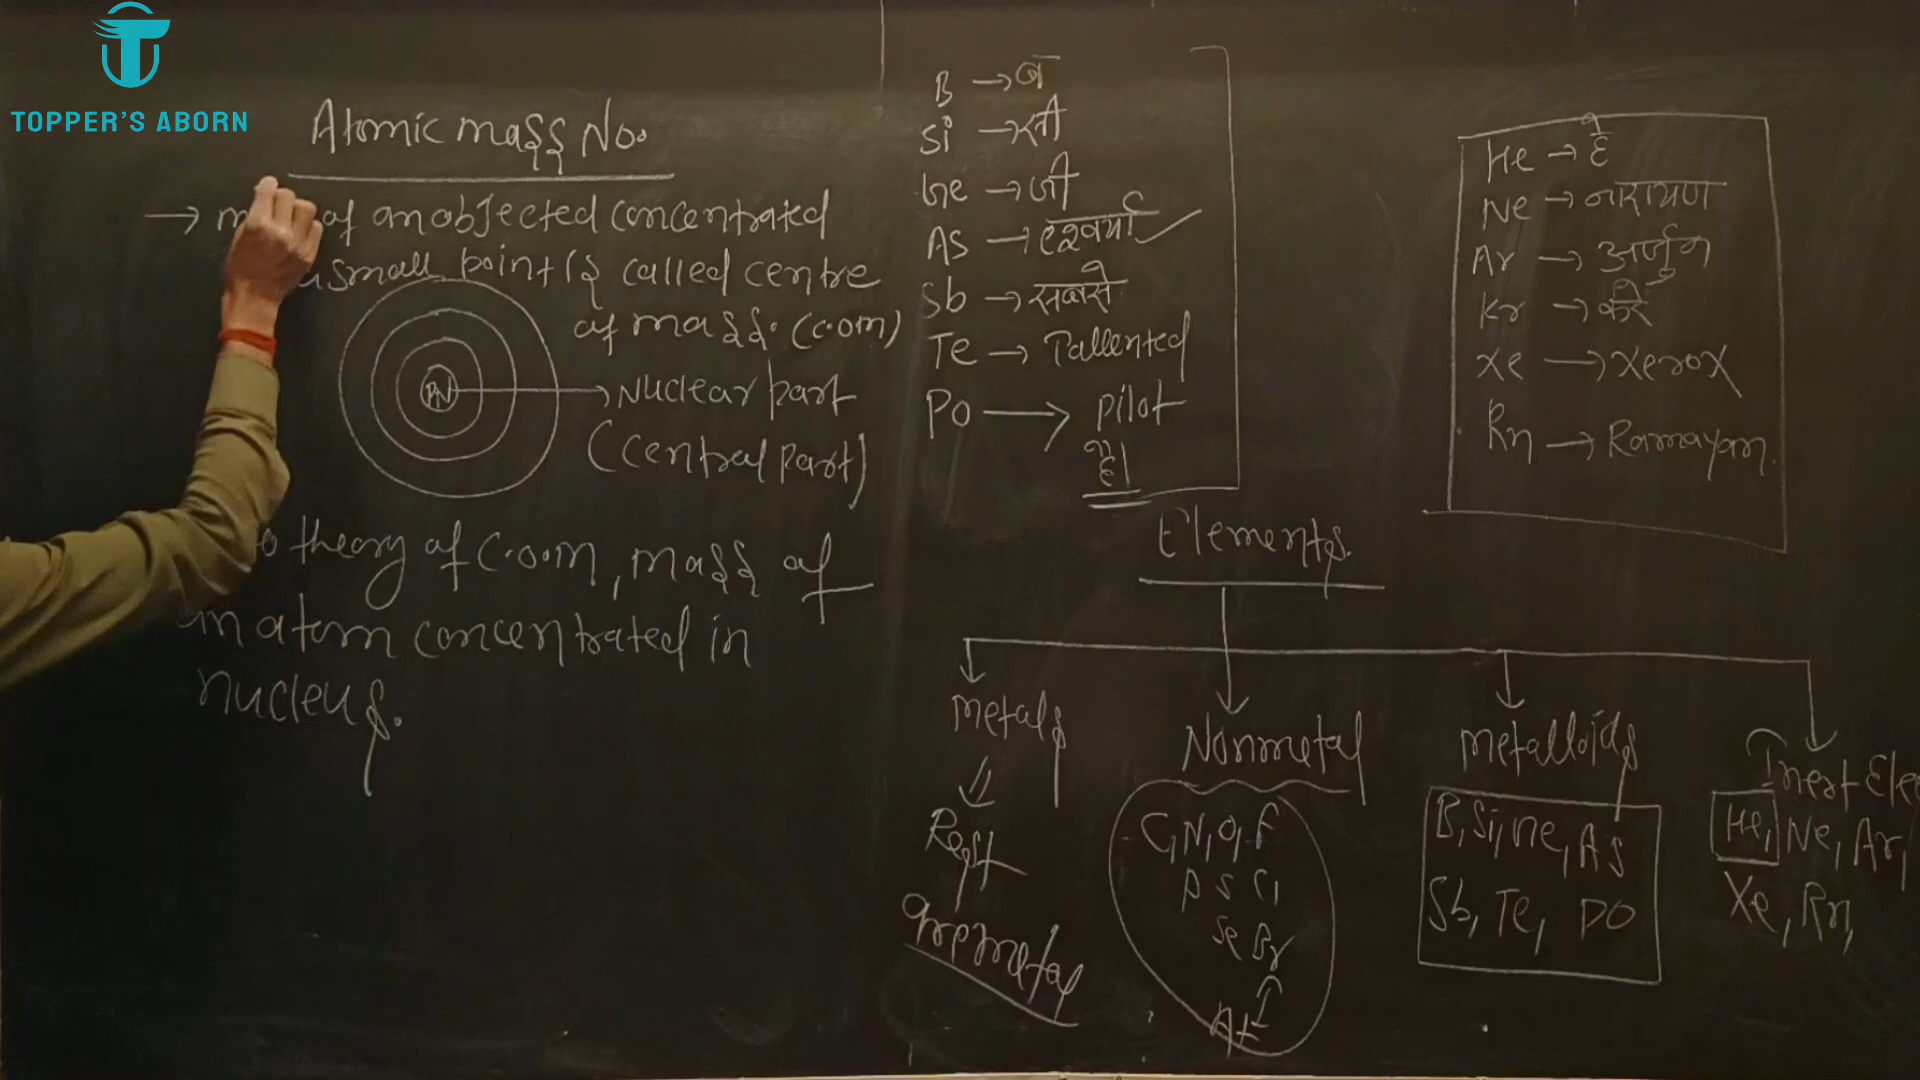 TOPPER'S ABORN
Atomic mass No.
→ of an objected concentrated
small point is called centre
of mass. (C.O.M)
PN → Nuclear part
(Central part)
theory of C.O.M, mass of
an atom concentrated in
nucleus.
B → ब
Si → सी
Ge → जी
As → ऐश्वर्या
Sb → सबसे
Te → Tallented
Po → pilot
है।
He → हे
Ne → नारायण
Ar → अर्जुन
Kr → करे
Xe → Xerox
Rn → Ramayan.
Elements
Metals
Nonmetal
Metalloids
Inert Ele
Rest
are metal
C, N, O, F
P S Cl
Se Br
I
At
B, Si, Ge, As
Sb, Te, PO
He, Ne, Ar,
Xe, Rn,